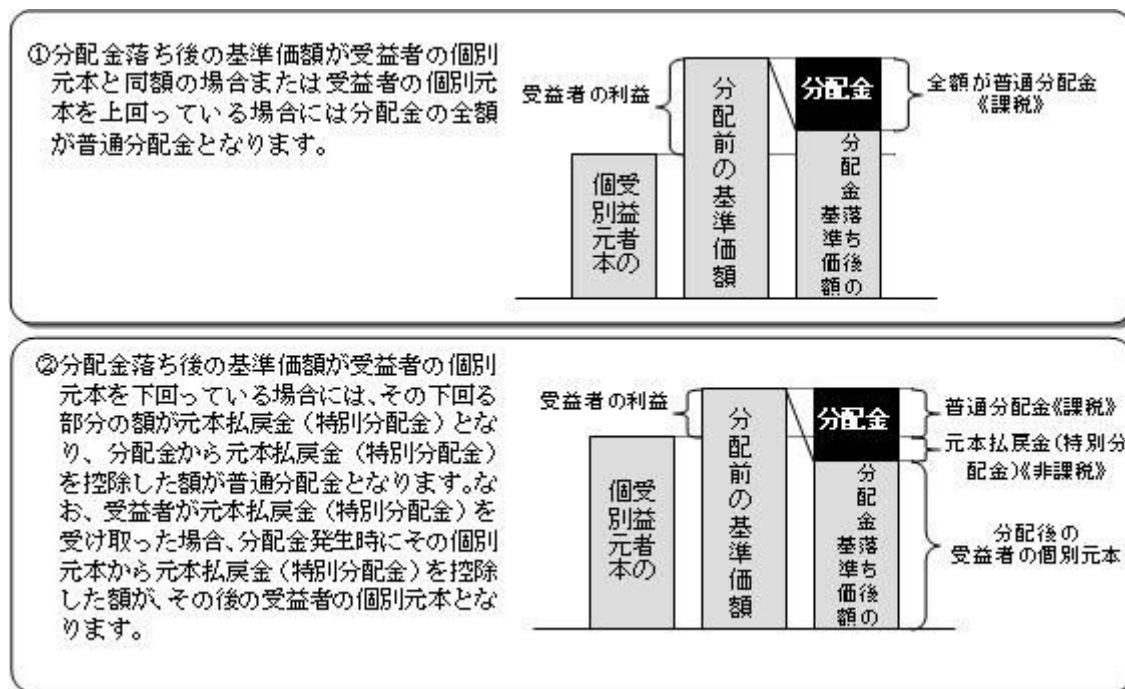 ①分配金落ち後の基準価額が受益者の個別
元本と同額の場合または受益者の個別元
本を上回っている場合には分配金の全額
が普通分配金となります。
受益者の利益
分配前の基準価額
分配金
全額が普通分配金
《課税》
受益者の
個別元本
分配金落ち後の
基準価額
②分配金落ち後の基準価額が受益者の個別
元本を下回っている場合には、その下回る
部分の額が元本払戻金(特別分配金)とな
り、分配金から元本払戻金(特別分配金)
を控除した額が普通分配金となります。な
お、受益者が元本払戻金(特別分配金)を
受け取った場合、分配金発生時にその個別
元本から元本払戻金(特別分配金)を控除
した額が、その後の受益者の個別元本とな
ります。
受益者の利益
分配前の基準価額
分配金
普通分配金《課税》
元本払戻金(特別分
配金)《非課税》
受益者の
個別元本
分配金落ち後の
基準価額
分配後の
受益者の個別元本